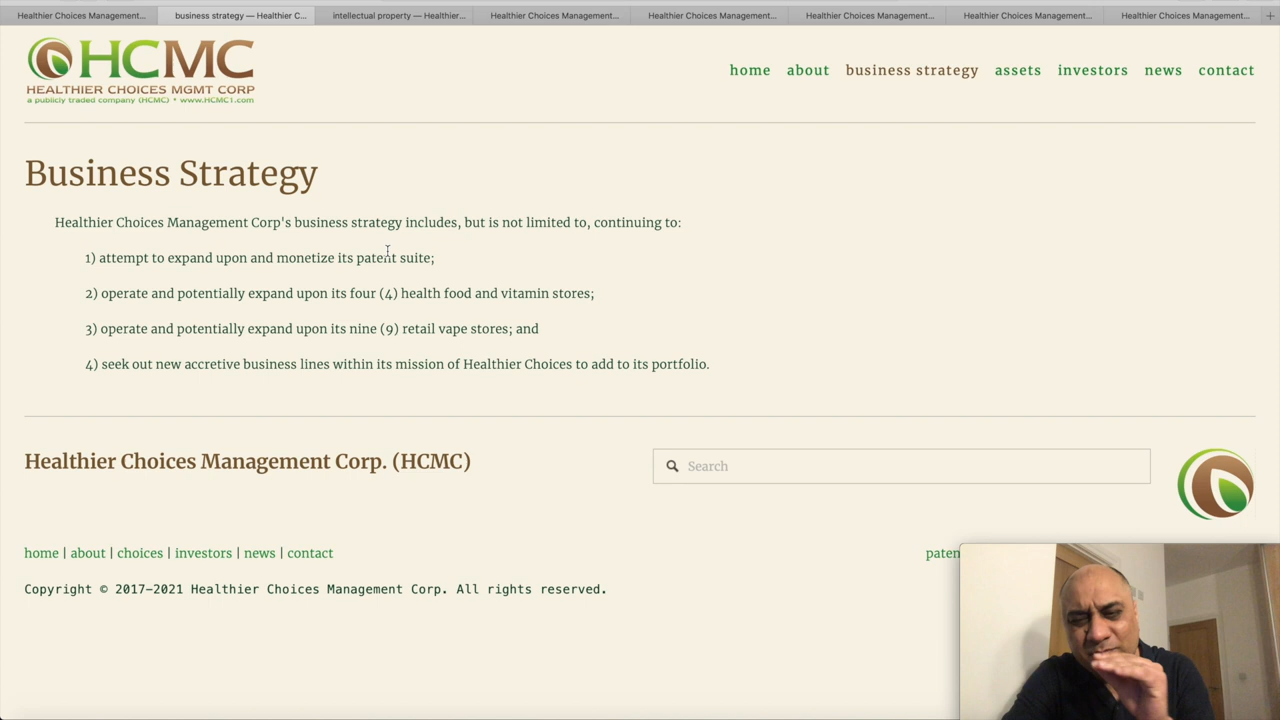 Healthier Choices Management...
business strategy — Healthier C...
intellectual property — Healthier...
Healthier Choices Management...
Healthier Choices Management...
Healthier Choices Management...
Healthier Choices Management...
Healthier Choices Management...
HCMC
HEALTHIER CHOICES MGMT CORP
a publicly traded company (HCMC) • www.HCMC1.com
home about business strategy assets investors news contact
Business Strategy
Healthier Choices Management Corp's business strategy includes, but is not limited to, continuing to:
1) attempt to expand upon and monetize its patent suite;
2) operate and potentially expand upon its four (4) health food and vitamin stores;
3) operate and potentially expand upon its nine (9) retail vape stores; and
4) seek out new accretive business lines within its mission of Healthier Choices to add to its portfolio.
Healthier Choices Management Corp. (HCMC)
Search
home | about | choices | investors | news | contact
paten
Copyright © 2017-2021 Healthier Choices Management Corp. All rights reserved.